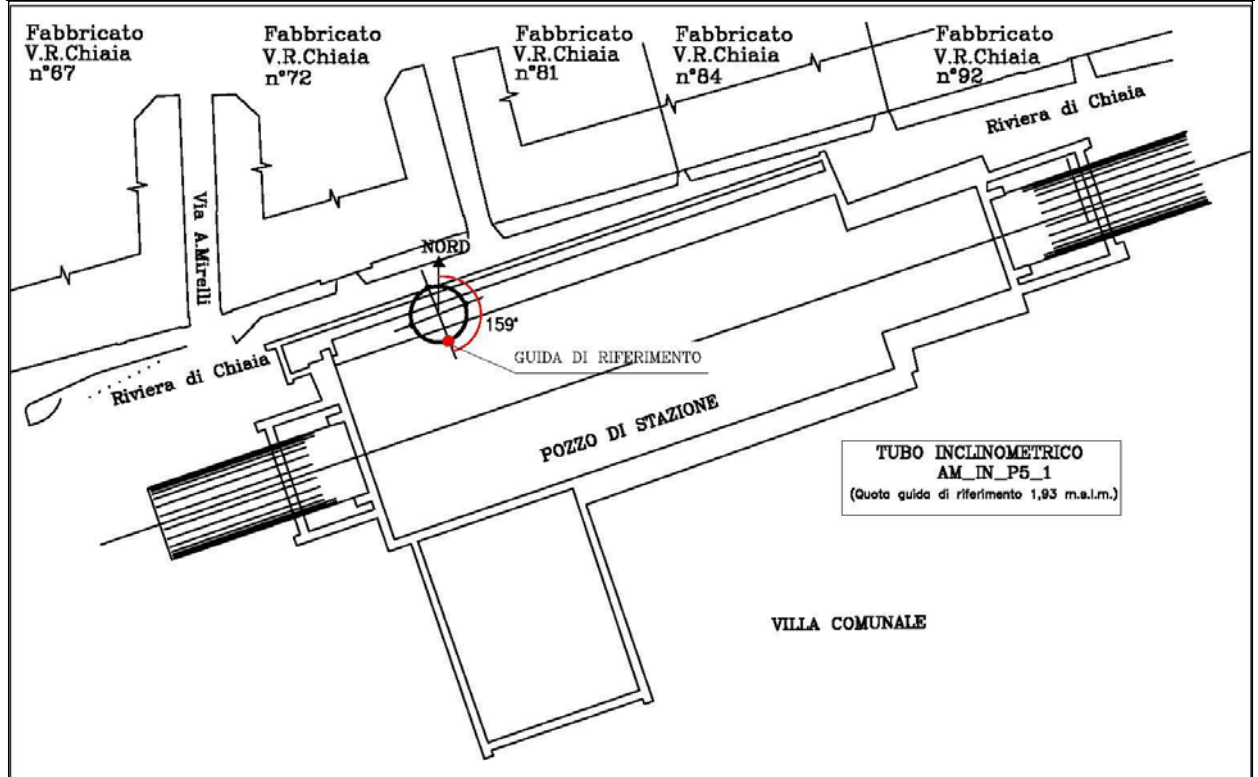 Fabbricato
V.R.Chiaia
n°67
Fabbricato
V.R.Chiaia
n°72
Fabbricato
V.R.Chiaia
n°81
Fabbricato
V.R.Chiaia
n°84
Fabbricato
V.R.Chiaia
n°92
Riviera di Chiaia
Via A.Mirelli
NORD
159°
GUIDA DI RIFERIMENTO
Riviera di Chiaia
POZZO DI STAZIONE
TUBO INCLINOMETRICO
AM_IN_P5_1
(Quota guida di riferimento 1,93 m.s.l.m.)
VILLA COMUNALE